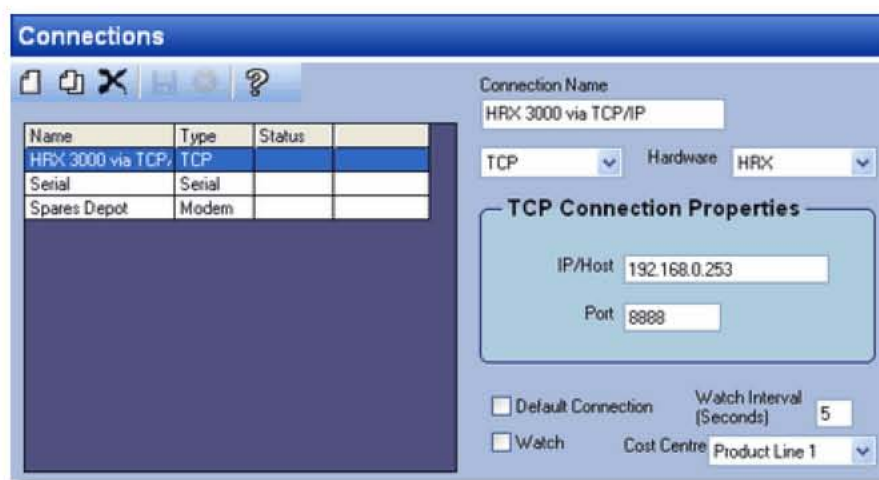 Connections
Name Type Status
HRX 3000 via TCP/ TCP
Serial Serial
Spares Depot Modem
Connection Name
HRX 3000 via TCP/IP
TCP Hardware HRX
TCP Connection Properties
IP/Host 192.168.0.253
Port 8888
Default Connection Watch Interval
(Seconds) 5
Watch Cost Centre Product Line 1